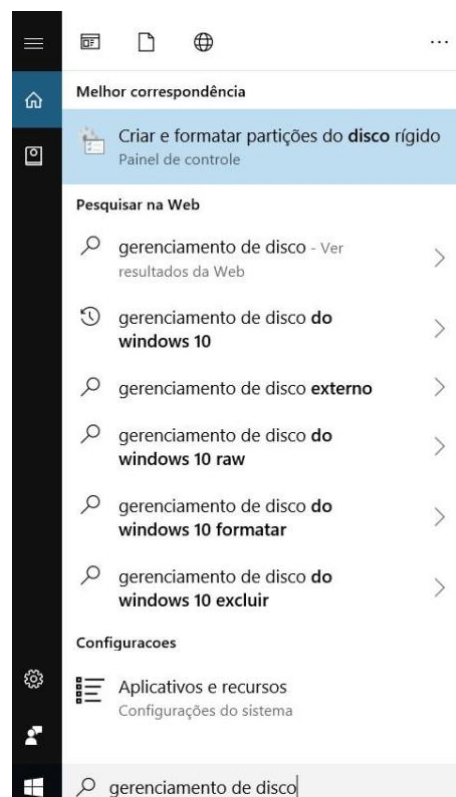 Melhor correspondência
Criar e formatar partições do disco rígido
Painel de controle
Pesquisar na Web
gerenciamento de disco - Ver
resultados da Web
gerenciamento de disco do
windows 10
gerenciamento de disco externo
gerenciamento de disco do
windows 10 raw
gerenciamento de disco do
windows 10 formatar
gerenciamento de disco do
windows 10 excluir
Configuracoes
Aplicativos e recursos
Configurações do sistema
gerenciamento de disco